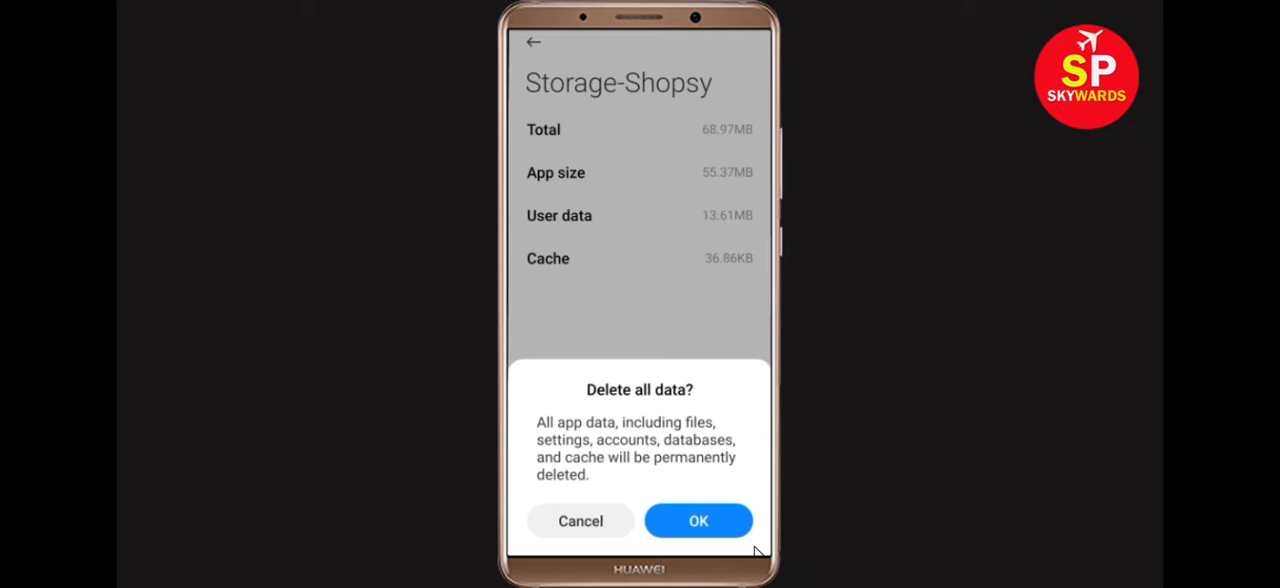 Storage-Shopsy
Total 68.97MB
App size 55.37MB
User data 13.61MB
Cache 36.86KB
Delete all data?
All app data, including files,
settings, accounts, databases,
and cache will be permanently
deleted.
Cancel OK
HUAWEI
SP
SKYWARDS